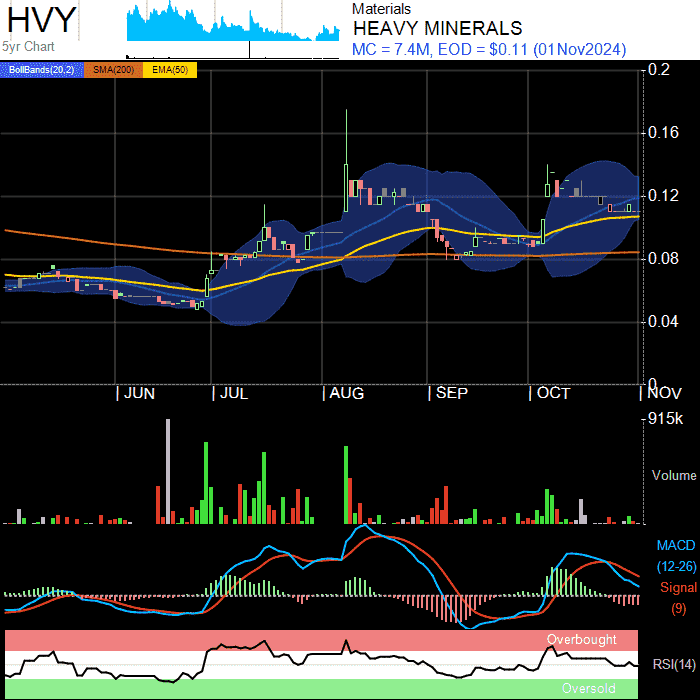 HVY
5yr Chart
Materials
HEAVY MINERALS
MC = 7.4M, EOD = $0.11 (01Nov2024)
BollBands(20,2) SMA(200) EMA(50)
0.2
0.16
0.12
0.08
0.04
0
JUN JUL AUG SEP OCT NOV
915k
Volume
MACD
(12-26)
Signal
(9)
Overbought
RSI(14)
Oversold